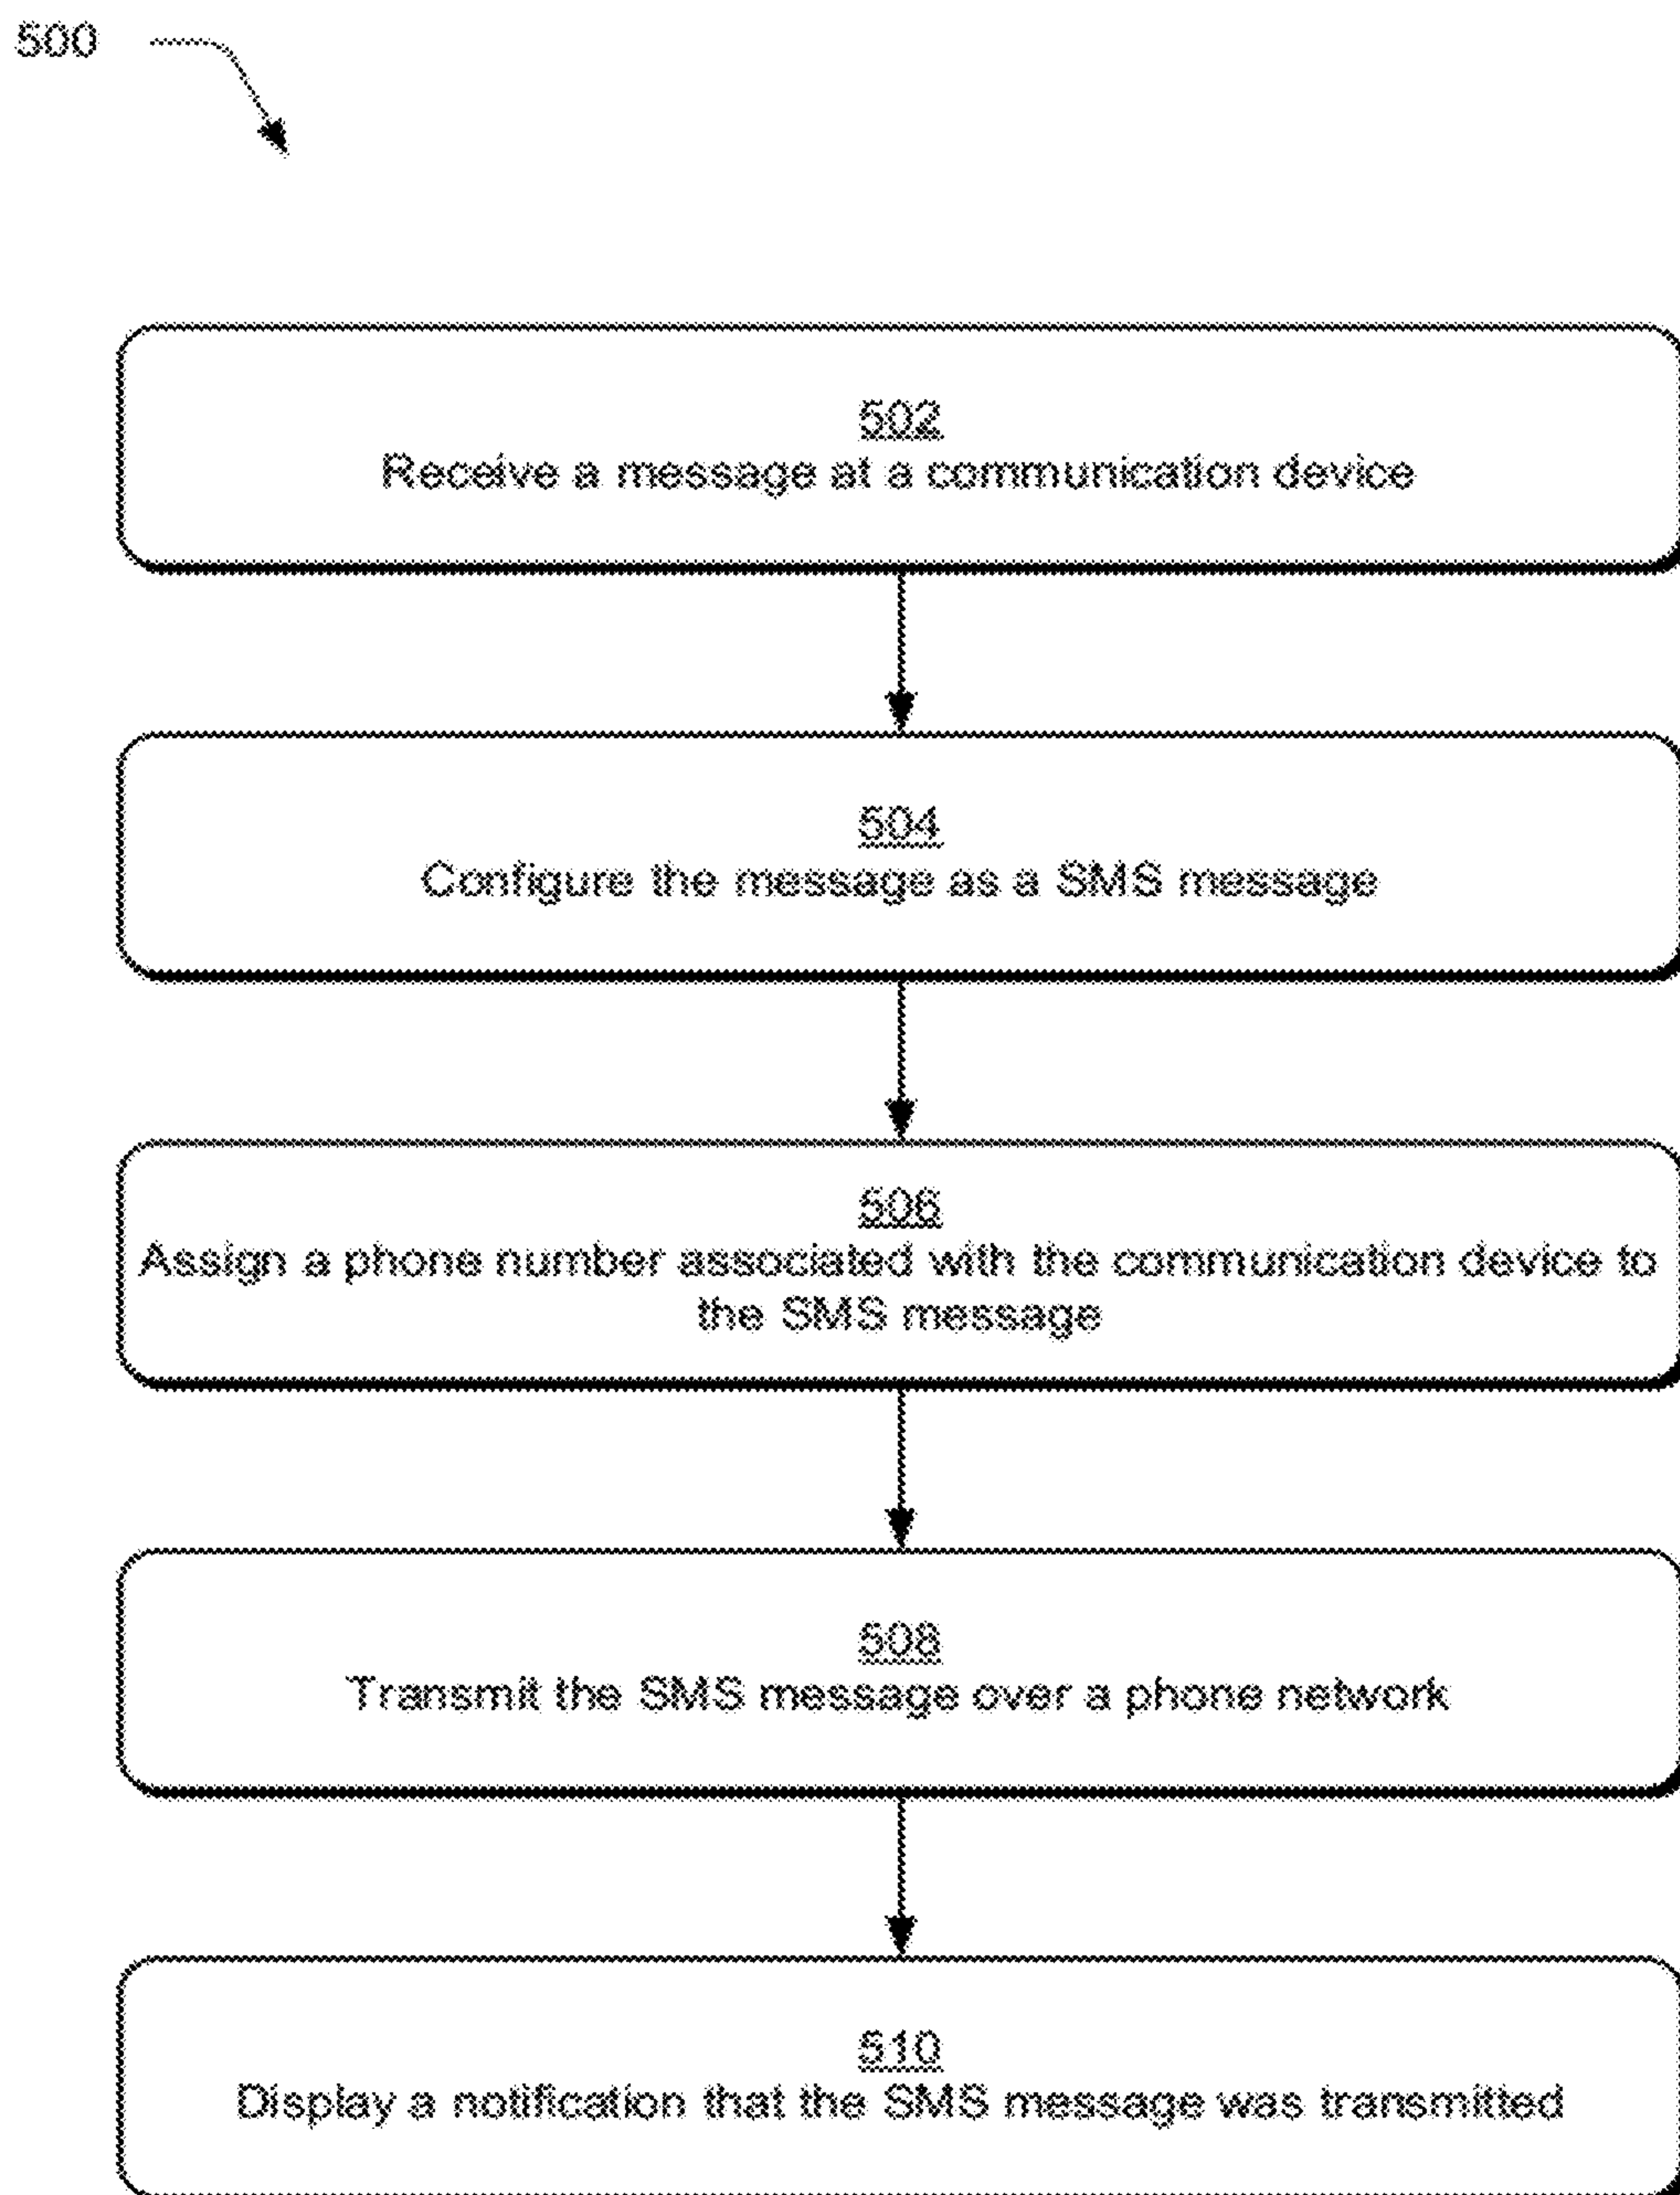 500
502
Receive a message at a communication device
504
Configure the message as a SMS message
506
Assign a phone number associated with the communication device to
the SMS message
508
Transmit the SMS message over a phone network
510
Display a notification that the SMS message was transmitted